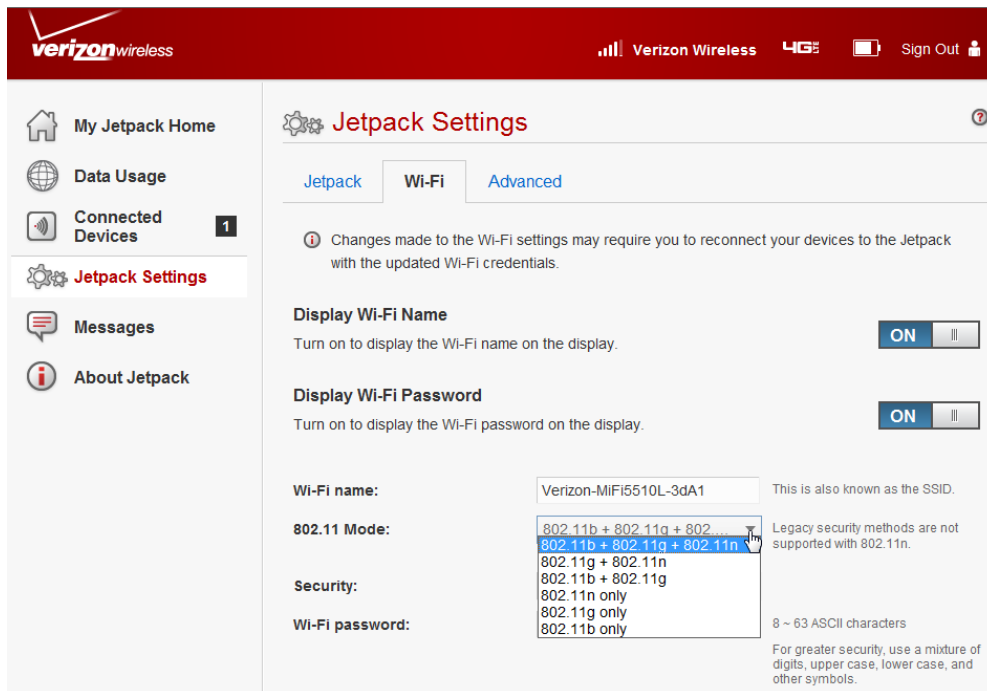 verizonwireless
Verizon Wireless
4G LTE
Sign Out
My Jetpack Home
Data Usage
Connected
Devices
1
Jetpack Settings
Messages
About Jetpack
Jetpack Settings
?
Jetpack
Wi-Fi
Advanced
Changes made to the Wi-Fi settings may require you to reconnect your devices to the Jetpack
with the updated Wi-Fi credentials.
Display Wi-Fi Name
Turn on to display the Wi-Fi name on the display.
ON
Display Wi-Fi Password
Turn on to display the Wi-Fi password on the display.
ON
Wi-Fi name:
Verizon-MiFi5510L-3dA1
This is also known as the SSID.
802.11 Mode:
802.11b + 802.11g + 802....
Legacy security methods are not
supported with 802.11n.
802.11b + 802.11g + 802.11n
802.11g + 802.11n
802.11b + 802.11g
802.11n only
802.11g only
802.11b only
Security:
Wi-Fi password:
8 ~ 63 ASCII characters
For greater security, use a mixture of
digits, upper case, lower case, and
other symbols.